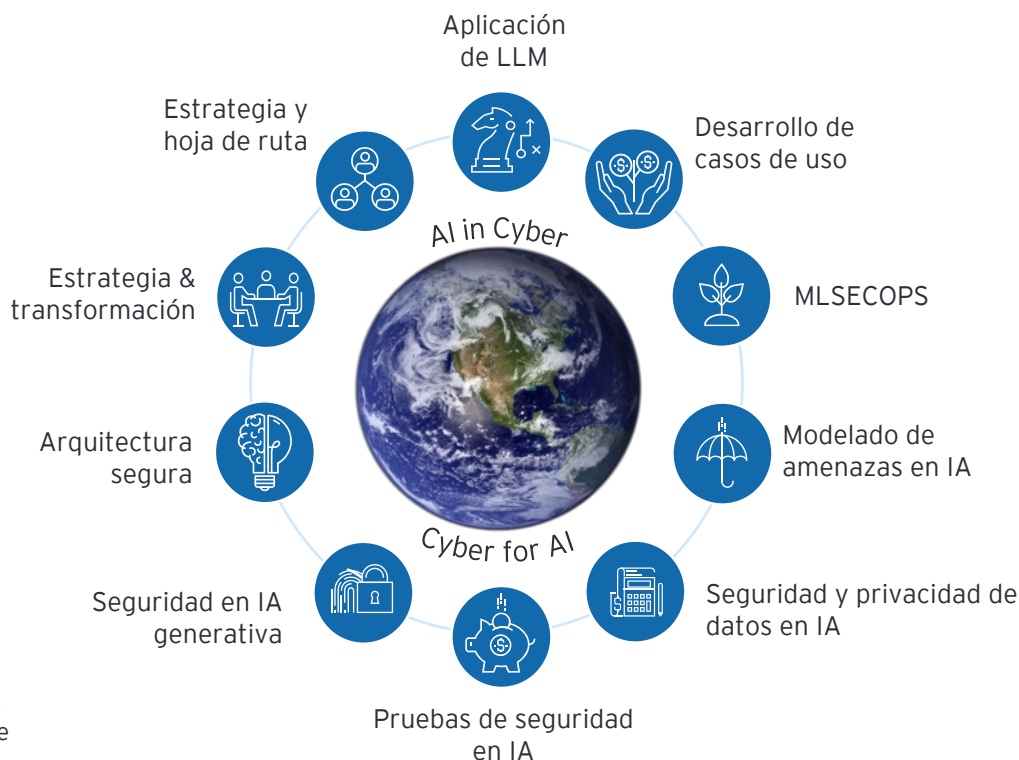 Aplicación
de LLM
Estrategia y
hoja de ruta
Desarrollo de
casos de uso
AI in Cyber
Estrategia &
transformación
MLSECOPS
Arquitectura
segura
Modelado de
amenazas en IA
Cyber for AI
Seguridad en IA
generativa
Seguridad y privacidad de
datos en IA
Pruebas de seguridad
en IA
e